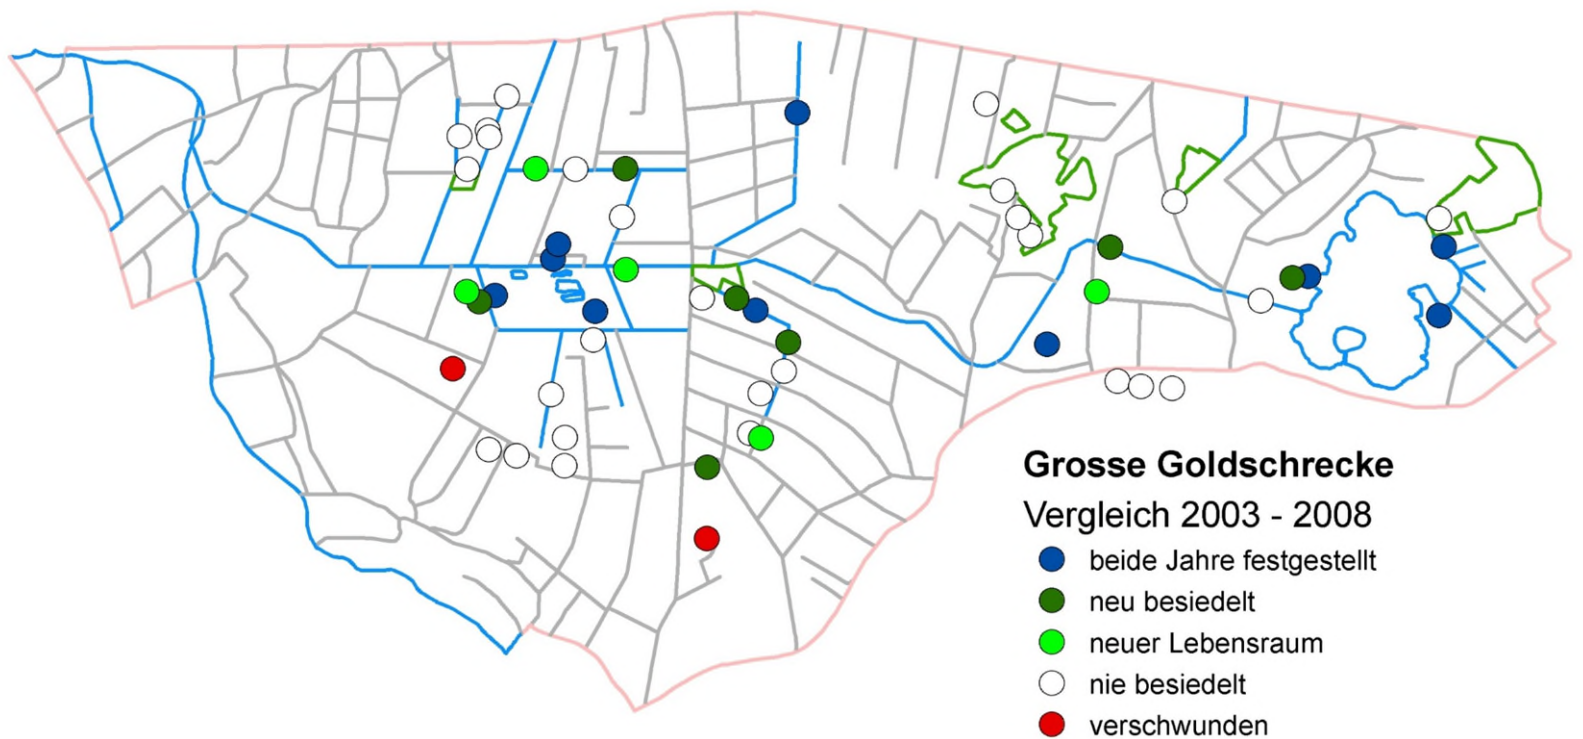 Grosse Goldschrecke
Vergleich 2003 - 2008
beide Jahre festgestellt
neu besiedelt
neuer Lebensraum
nie besiedelt
verschwunden